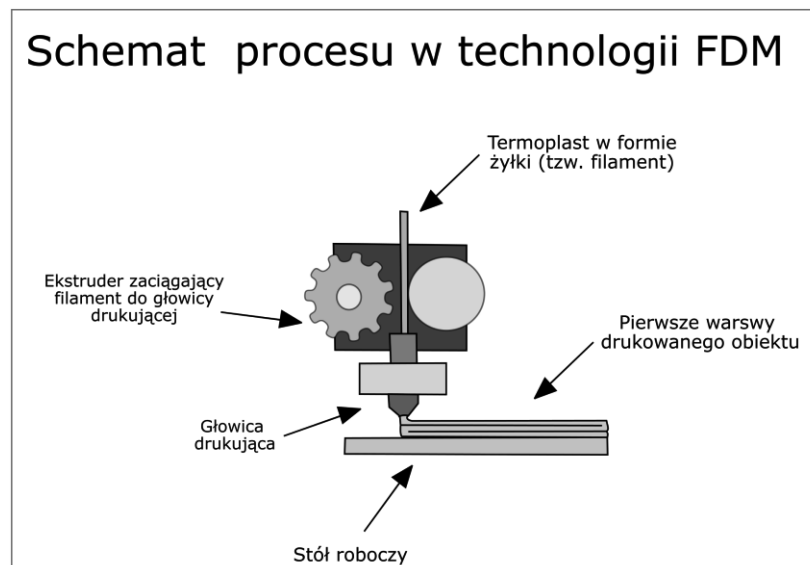 Schemat procesu w technologii FDM
Termoplast w formie
żyłki (tzw. filament)
Ekstruder zaciągający
filament do głowicy
drukującej
Pierwsze warswy
drukowanego obiektu
Głowica
drukująca
Stół roboczy